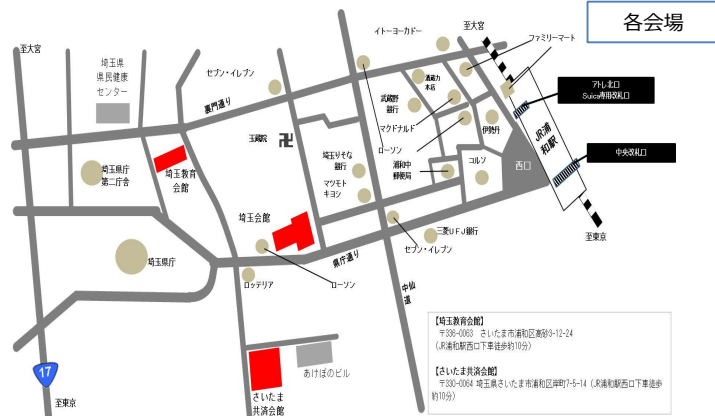 各会場
至大宮
埼玉県
県民健康
センター
セブン・イレブン
イトーヨーカドー
至大宮
ファミリーマート
酒蔵力
本店
アトレ北口
Suica専用改札口
裏門通り
武蔵野
銀行
マクドナルド
ローソン
伊勢丹
JR浦和駅
玉蔵院
埼玉りそな
銀行
浦和中
郵便局
コルソ
中央改札口
西口
マツモト
キヨシ
埼玉県庁
第二庁舎
埼玉教育
会館
埼玉会館
至東京
三菱UFJ銀行
セブン・イレブン
埼玉県庁
県庁通り
ロッテリア
ローソン
中仙道
17
至東京
さいたま
共済会館
あけぼのビル
【埼玉教育会館】
〒336-0063 さいたま市浦和区高砂3-12-24
(JR浦和駅西口下車徒歩約10分)
【さいたま共済会館】
〒330-0064 埼玉県さいたま市浦和区岸町7-5-14 (JR浦和駅西口下車徒歩
約10分)